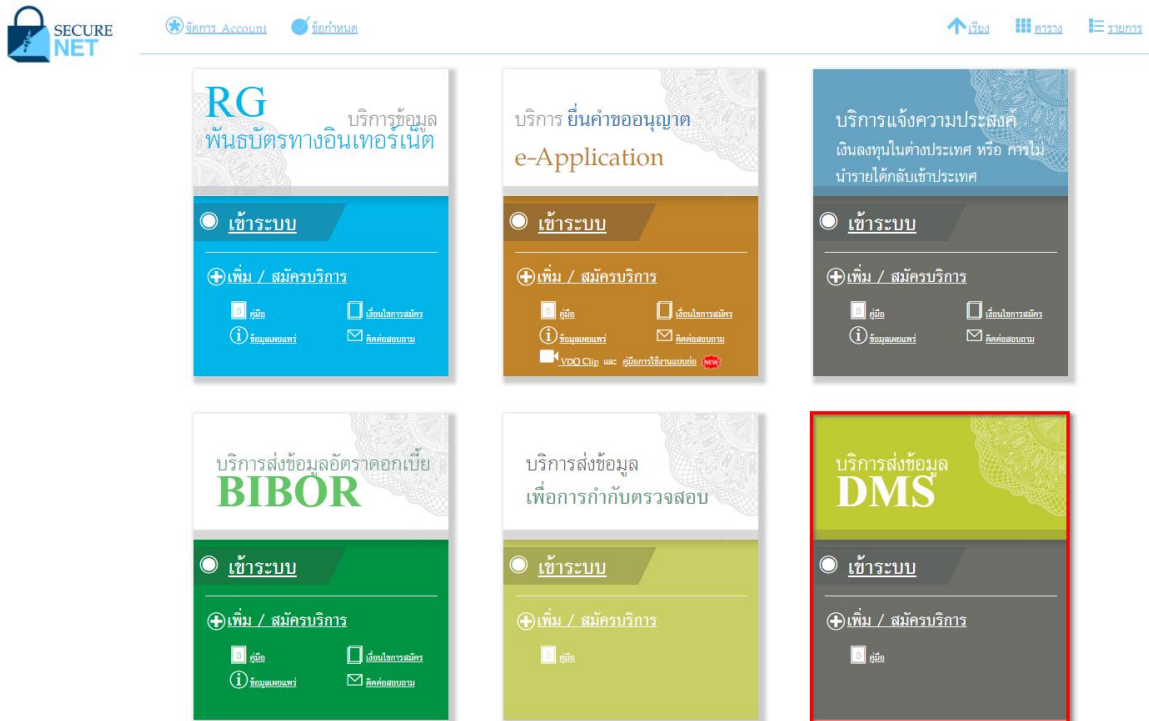 SECURE
NET
จัดการ Account
ข้อกำหนด
เรียง
ตาราง
รายการ
RG
บริการข้อมูล
พันธบัตรทางอินเทอร์เน็ต
เข้าระบบ
เพิ่ม / สมัครบริการ
คู่มือ
เงื่อนไขการสมัคร
ข้อมูลเผยแพร่
ติดต่อสอบถาม
บริการ ยื่นคำขออนุญาต
e-Application
เข้าระบบ
เพิ่ม / สมัครบริการ
คู่มือ
เงื่อนไขการสมัคร
ข้อมูลเผยแพร่
ติดต่อสอบถาม
VDO Clip และ คู่มือการใช้งานแบบย่อ NEW
บริการแจ้งความประสงค์
เงินลงทุนในต่างประเทศ หรือ การไม่
นำรายได้กลับเข้าประเทศ
เข้าระบบ
เพิ่ม / สมัครบริการ
คู่มือ
เงื่อนไขการสมัคร
ข้อมูลเผยแพร่
ติดต่อสอบถาม
บริการส่งข้อมูลอัตราดอกเบี้ย
BIBOR
เข้าระบบ
เพิ่ม / สมัครบริการ
คู่มือ
เงื่อนไขการสมัคร
ข้อมูลเผยแพร่
ติดต่อสอบถาม
บริการส่งข้อมูล
เพื่อการกำกับตรวจสอบ
เข้าระบบ
เพิ่ม / สมัครบริการ
คู่มือ
บริการส่งข้อมูล
DMS
เข้าระบบ
เพิ่ม / สมัครบริการ
คู่มือ